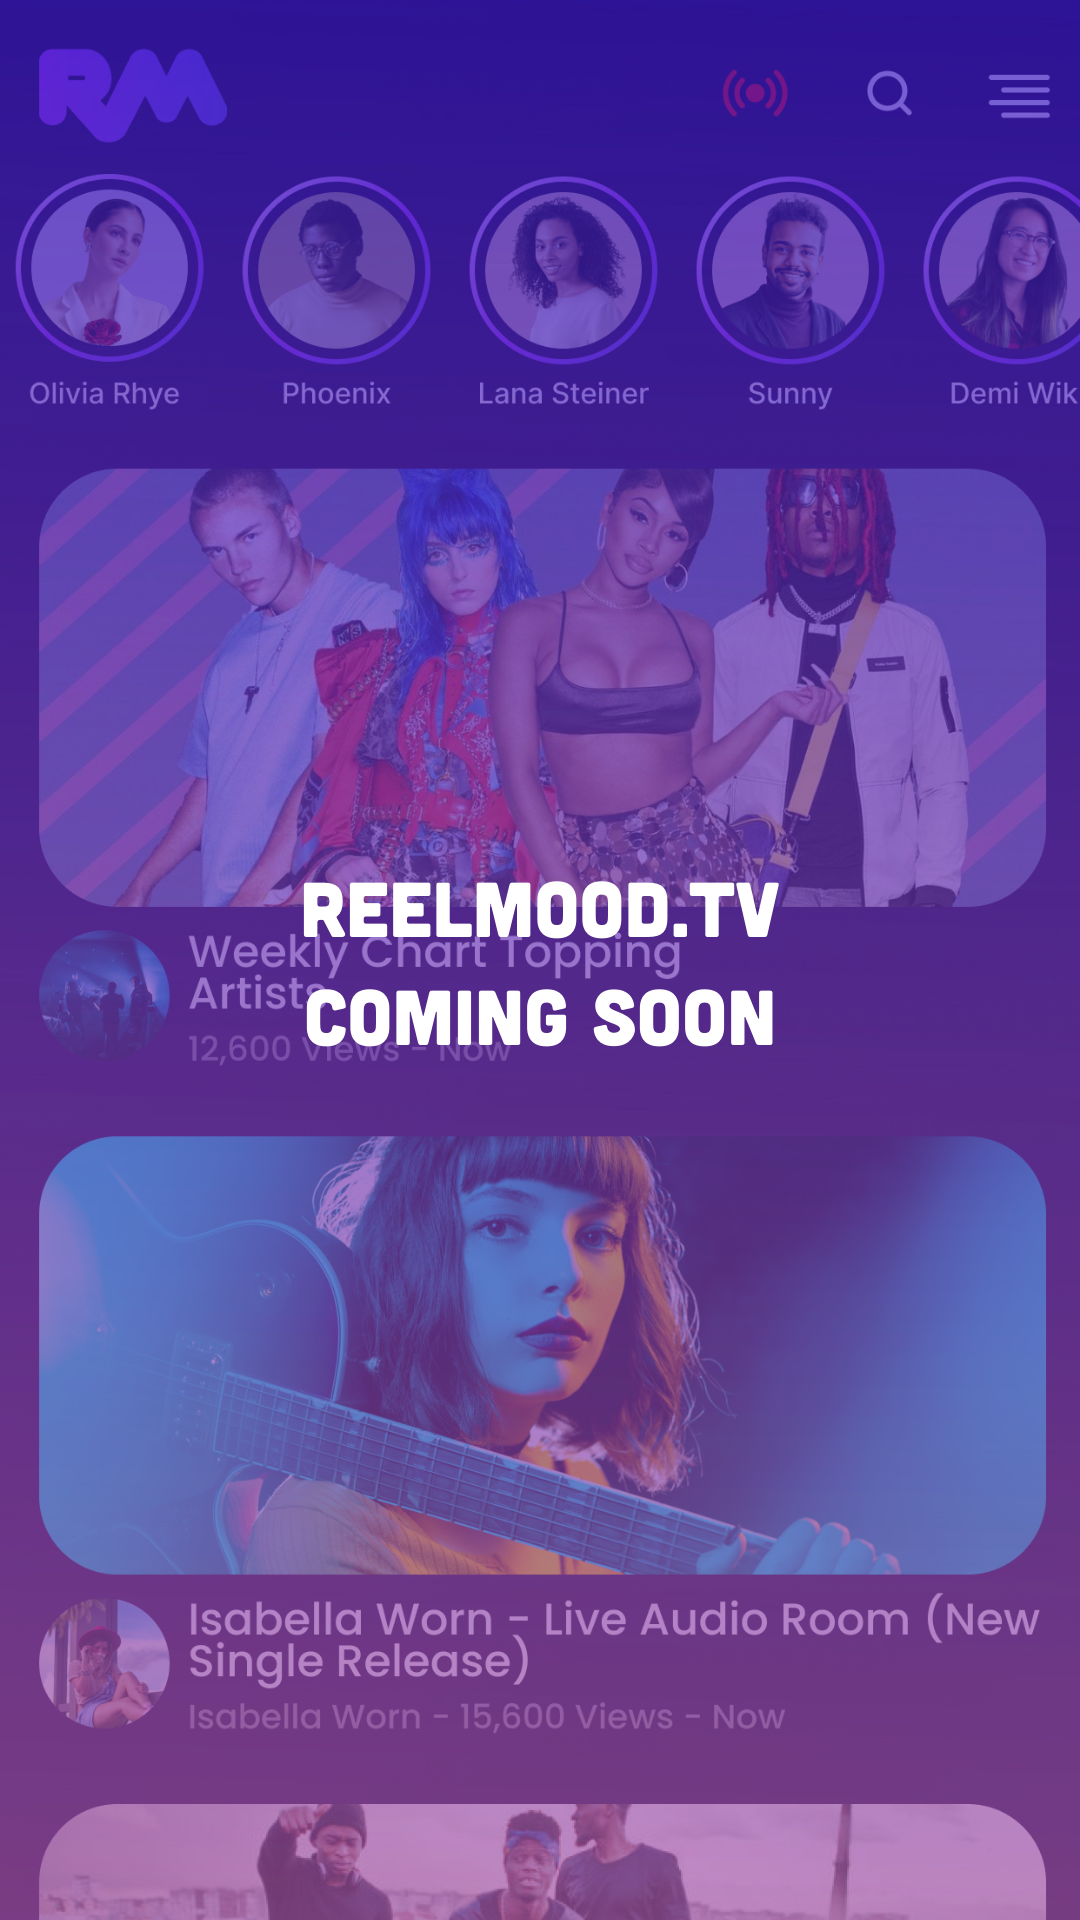 RM
Olivia Rhye
Phoenix
Lana Steiner
Sunny
Demi Wik
REELMOOD.TV
Weekly Chart Topping
Artists
COMING SOON
12,600 Views - Now
Isabella Worn - Live Audio Room (New
Single Release)
Isabella Worn - 15,600 Views - Now